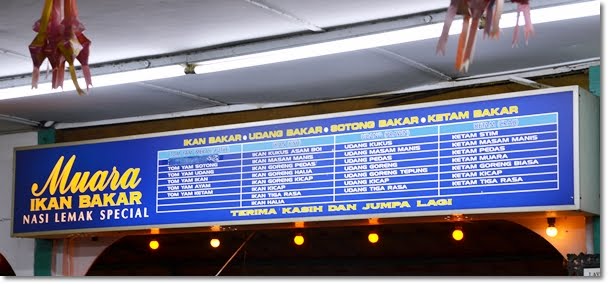 Muara
IKAN BAKAR
NASI LEMAK SPECIAL
IKAN BAKAR • UDANG BAKAR • SOTONG BAKAR • KETAM BAKAR
TOM YAM SOTONG
TOM YAM UDANG
TOM YAM IKAN
TOM YAM AYAM
TOM YAM KETAM
IKAN KUKUS ASAM BOI
IKAN MASAM MANIS
IKAN GORENG PEDAS
IKAN GORENG HALIA
IKAN GORENG KICAP
IKAN KICAP
IKAN TIGA RASA
IKAN HALIA
UDANG KUKUS
UDANG MASAM MANIS
UDANG PEDAS
UDANG GORENG
UDANG GORENG TEPUNG
UDANG KICAP
UDANG TIGA RASA
KETAM STIM
KETAM MASAM MANIS
KETAM PEDAS
KETAM MUARA
KETAM GORENG BIASA
KETAM KICAP
KETAM TIGA RASA
TERIMA KASIH DAN JUMPA LAGI